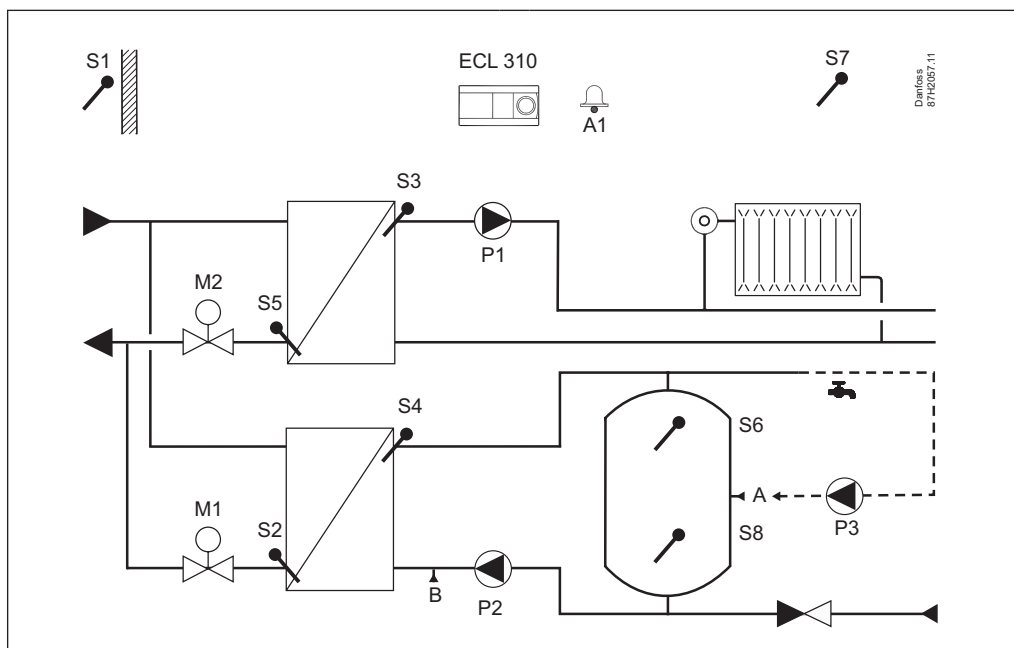 S1
ECL 310
A1
S7
Danfoss
87H2057.11
S3
P1
M2
S5
S4
S6
A
P3
M1
S2
S8
B
P2